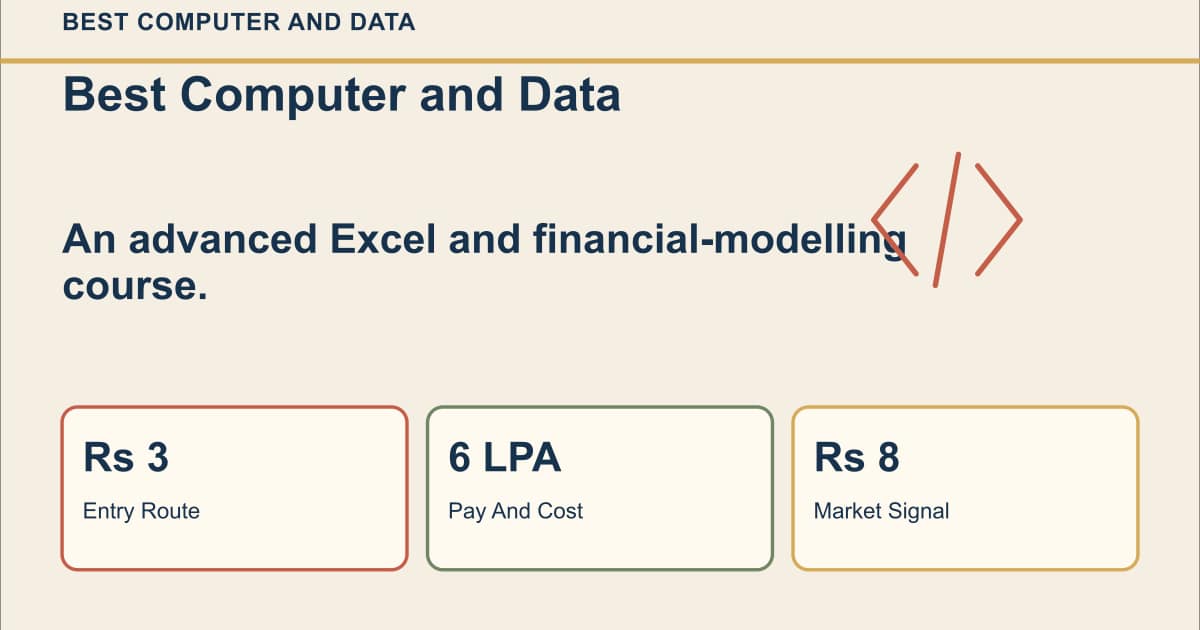 BEST COMPUTER AND DATA
Best Computer and Data
An advanced Excel and financial-modelling
course.
Rs 3
Entry Route
6 LPA
Pay And Cost
Rs 8
Market Signal